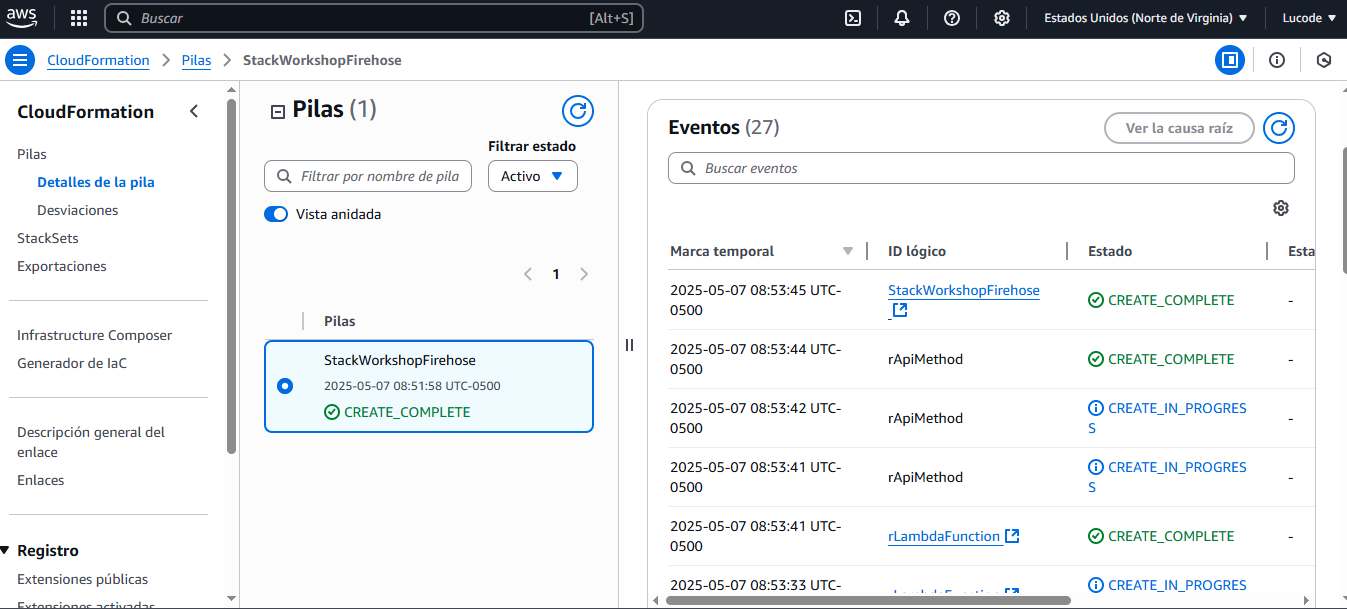 aws
Buscar
[Alt+S]
Estados Unidos (Norte de Virginia)
Lucode
CloudFormation
Pilas
StackWorkshopFirehose
CloudFormation
Pilas
Detalles de la pila
Desviaciones
StackSets
Exportaciones
Infrastructure Composer
Generador de IaC
Descripción general del
enlace
Enlaces
Registro
Extensiones públicas
Extensiones activadas
Pilas (1)
Filtrar estado
Filtrar por nombre de pila
Activo
Vista anidada
1
Pilas
StackWorkshopFirehose
2025-05-07 08:51:58 UTC-0500
CREATE_COMPLETE
Eventos (27)
Ver la causa raíz
Buscar eventos
Marca temporal
ID lógico
Estado
Esta
2025-05-07 08:53:45 UTC-
0500
StackWorkshopFirehose
CREATE_COMPLETE
-
2025-05-07 08:53:44 UTC-
0500
rApiMethod
CREATE_COMPLETE
-
2025-05-07 08:53:42 UTC-
0500
rApiMethod
CREATE_IN_PROGRES
S
-
2025-05-07 08:53:41 UTC-
0500
rApiMethod
CREATE_IN_PROGRES
S
-
2025-05-07 08:53:41 UTC-
0500
rLambdaFunction
CREATE_COMPLETE
-
2025-05-07 08:53:33 UTC-
rLambdaFunction
CREATE_IN_PROGRES